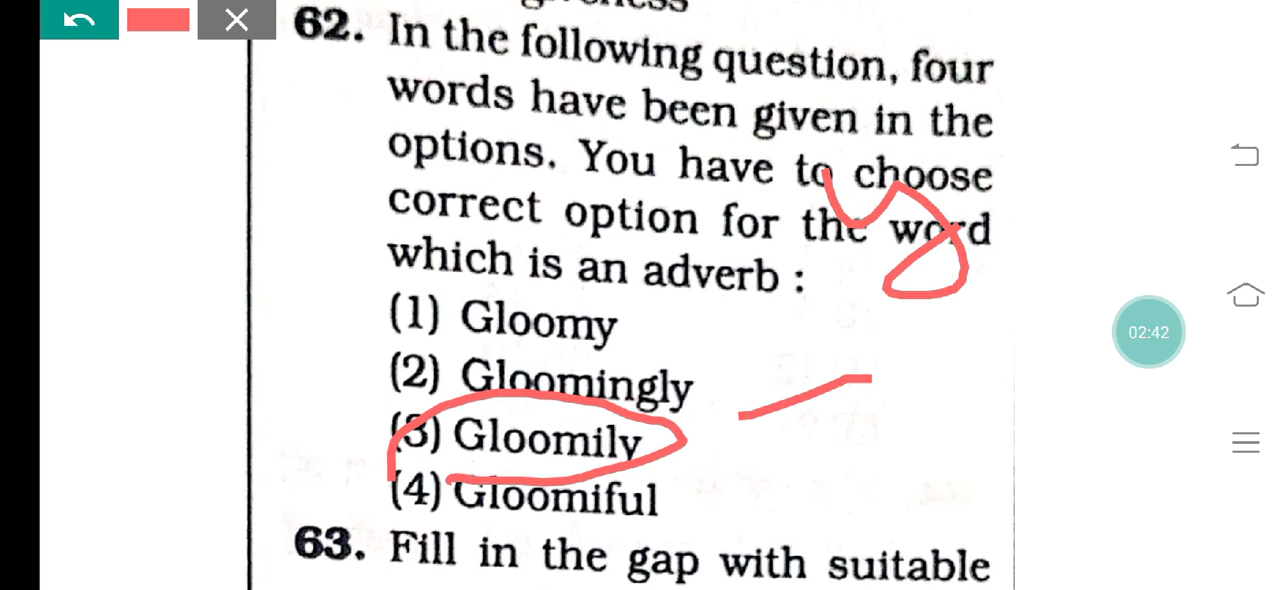 62. In the following question, four
words have been given in the
options. You have to choose
correct option for the word
which is an adverb :
(1) Gloomy
(2) Gloomingly
(3) Gloomily
(4) Gloomiful
63. Fill in the gap with suitable
02:42